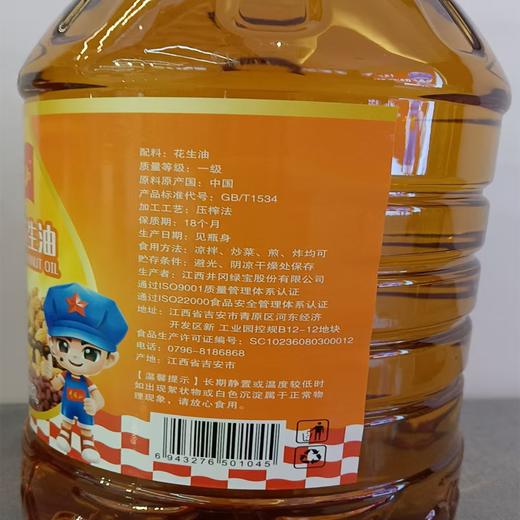 生油
NUT OIL
配料：花生油
质量等级：一级
原料原产国：中国
产品标准代号：GB/T1534
加工工艺：压榨法
保质期：18个月
生产日期：见瓶身
食用方法：凉拌、炒菜、煎、炸均可
贮存条件：避光、阴凉干燥处保存
生产者：江西井冈绿宝股份有限公司
通过ISO9001质量管理体系认证
通过ISO22000食品安全管理体系认证
地址：江西省吉安市青原区河东经济
开发区新 工业园控规B12-12地块
食品生产许可证编号：SC10236080300012
电话：0796-8186868
产地：江西省吉安市
【温馨提示】长期静置或温度较低时
如出现絮状物或白色沉淀属于正常物
理现象，请放心食用。
6 943276 501045